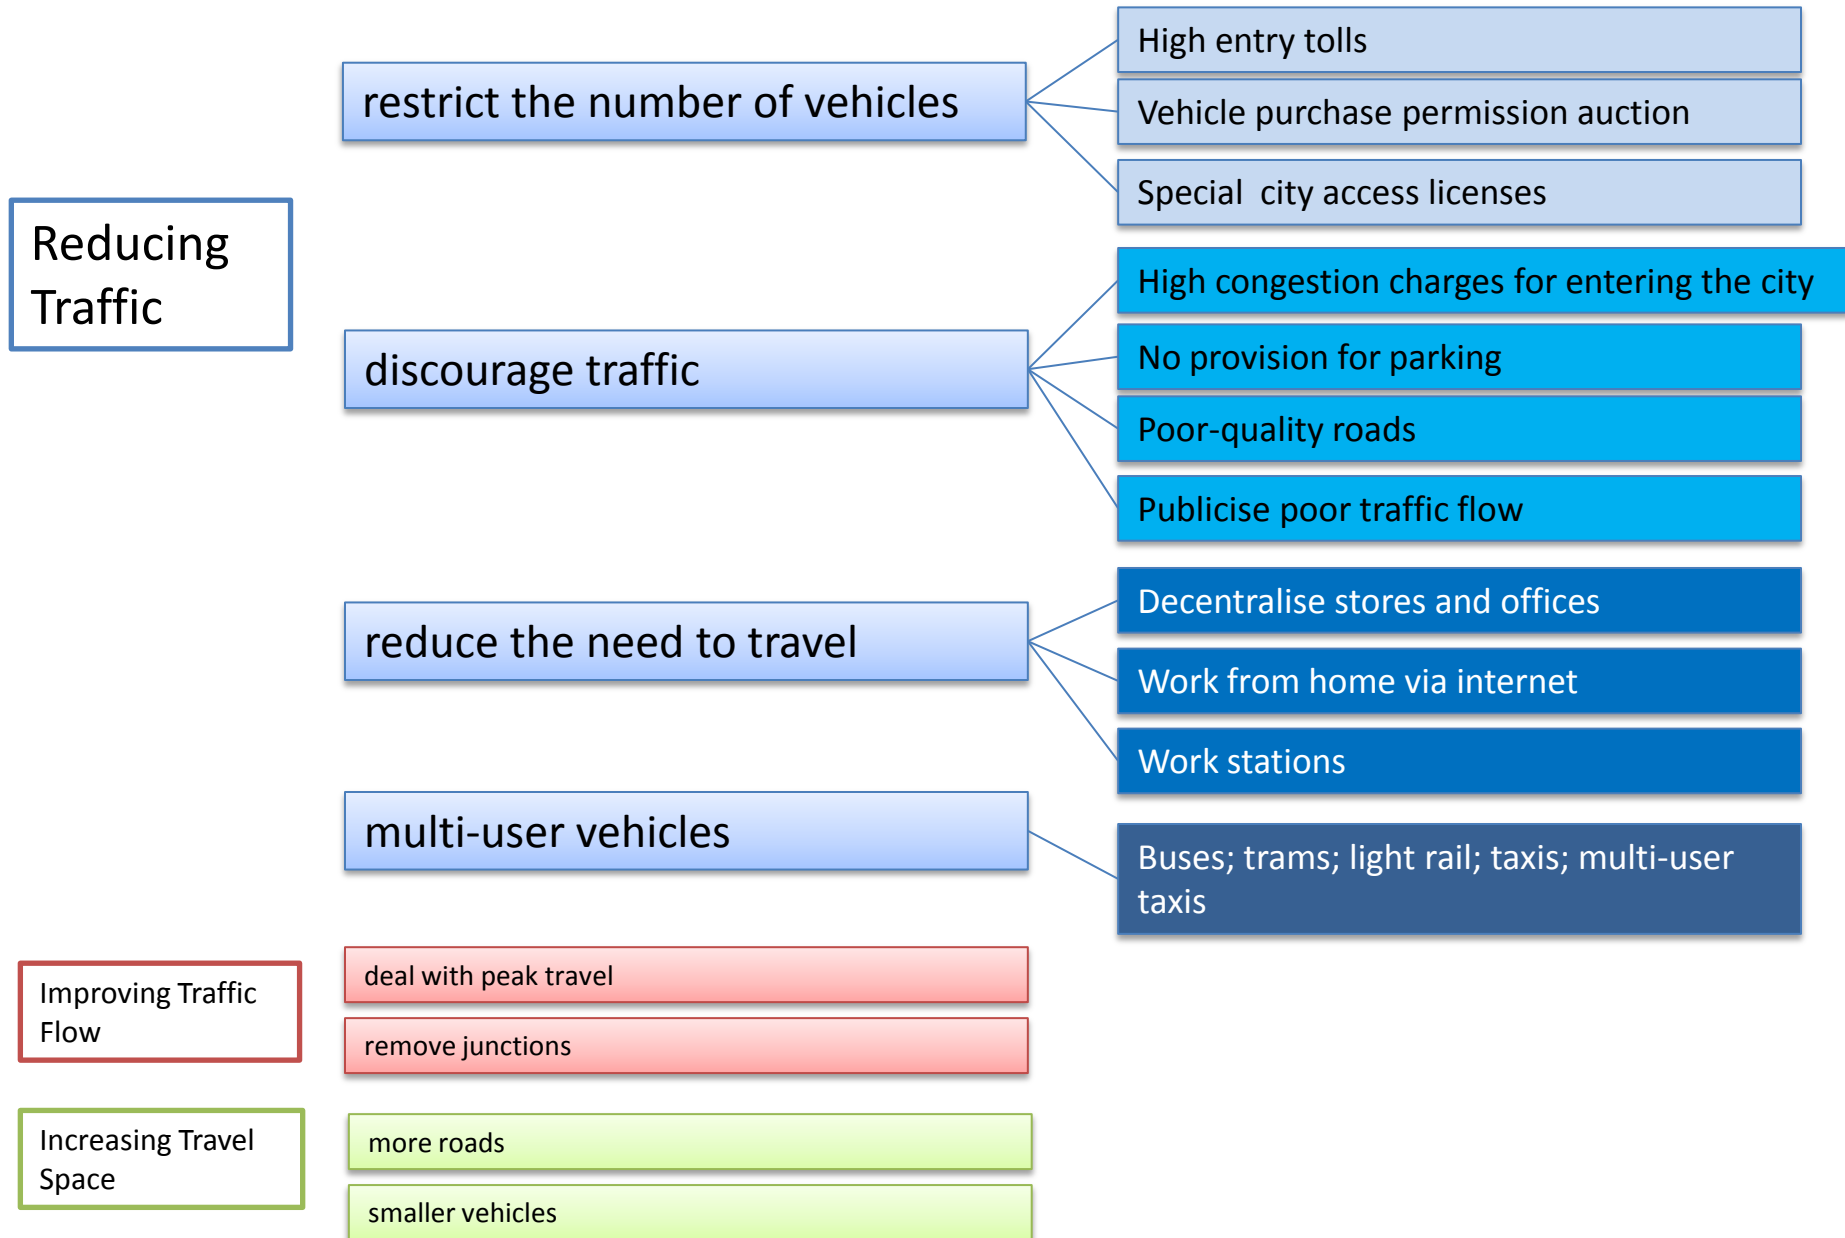 Reducing
Traffic
restrict the number of vehicles
High entry tolls
Vehicle purchase permission auction
Special  city access licenses
discourage traffic
High congestion charges for entering the city
No provision for parking
Poor-quality roads
Publicise poor traffic flow
reduce the need to travel
Decentralise stores and offices
Work from home via internet
Work stations
multi-user vehicles
Buses; trams; light rail; taxis; multi-user
taxis
Improving Traffic
Flow
deal with peak travel
remove junctions
Increasing Travel
Space
more roads
smaller vehicles